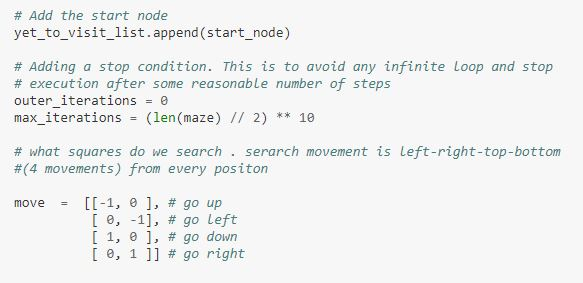 # Add the start node
yet_to_visit_list.append(start_node)
# Adding a stop condition. This is to avoid any infinite loop and stop
# execution after some reasonable number of steps
outer_iterations = 0
max_iterations = (len(maze) // 2) ** 10
# what squares do we search . serarch movement is left-right-top-bottom
#(4 movements) from every positon
move  =  [[-1, 0 ], # go up
[ 0, -1], # go left
[ 1, 0 ], # go down
[ 0, 1 ]] # go right